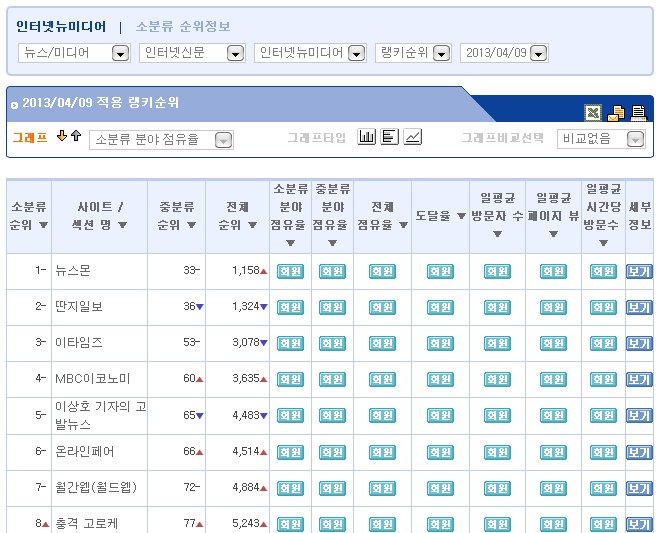 인터넷뉴미디어 | 소분류 순위정보
뉴스/미디어 인터넷신문 인터넷뉴미디어 랭키순위 2013/04/09
2013/04/09 적용 랭키순위
그래프 소분류 분야 점유율 그래프타입 그래프비교선택 비교없음
소분류 순위 ▼ 사이트 / 섹션 명 ▼ 중분류 순위 ▼ 전체 순위 ▼ 소분류 분야 점유율 ▼ 중분류 분야 점유율 ▼ 전체 점유율 ▼ 도달율 ▼ 일평균 방문자 수 ▼ 일평균 페이지 뷰 ▼ 일평균 시간당 방문수 ▼ 세부 정보
1- 뉴스몬 33- 1,158▲ 회원 회원 회원 회원 회원 회원 회원 보기
2- 딴지일보 36▼ 1,324▼ 회원 회원 회원 회원 회원 회원 회원 보기
3- 이타임즈 53- 3,078▼ 회원 회원 회원 회원 회원 회원 회원 보기
4- MBC이코노미 60▲ 3,635▲ 회원 회원 회원 회원 회원 회원 회원 보기
5- 이상호 기자의 고발뉴스 65▼ 4,483▼ 회원 회원 회원 회원 회원 회원 회원 보기
6- 온라인페어 66▲ 4,514▲ 회원 회원 회원 회원 회원 회원 회원 보기
7- 월간웹(월드웹) 72- 4,884▲ 회원 회원 회원 회원 회원 회원 회원 보기
8▲ 충격 고로케 77▲ 5,243▲ 회원 회원 회원 회원 회원 회원 회원 보기